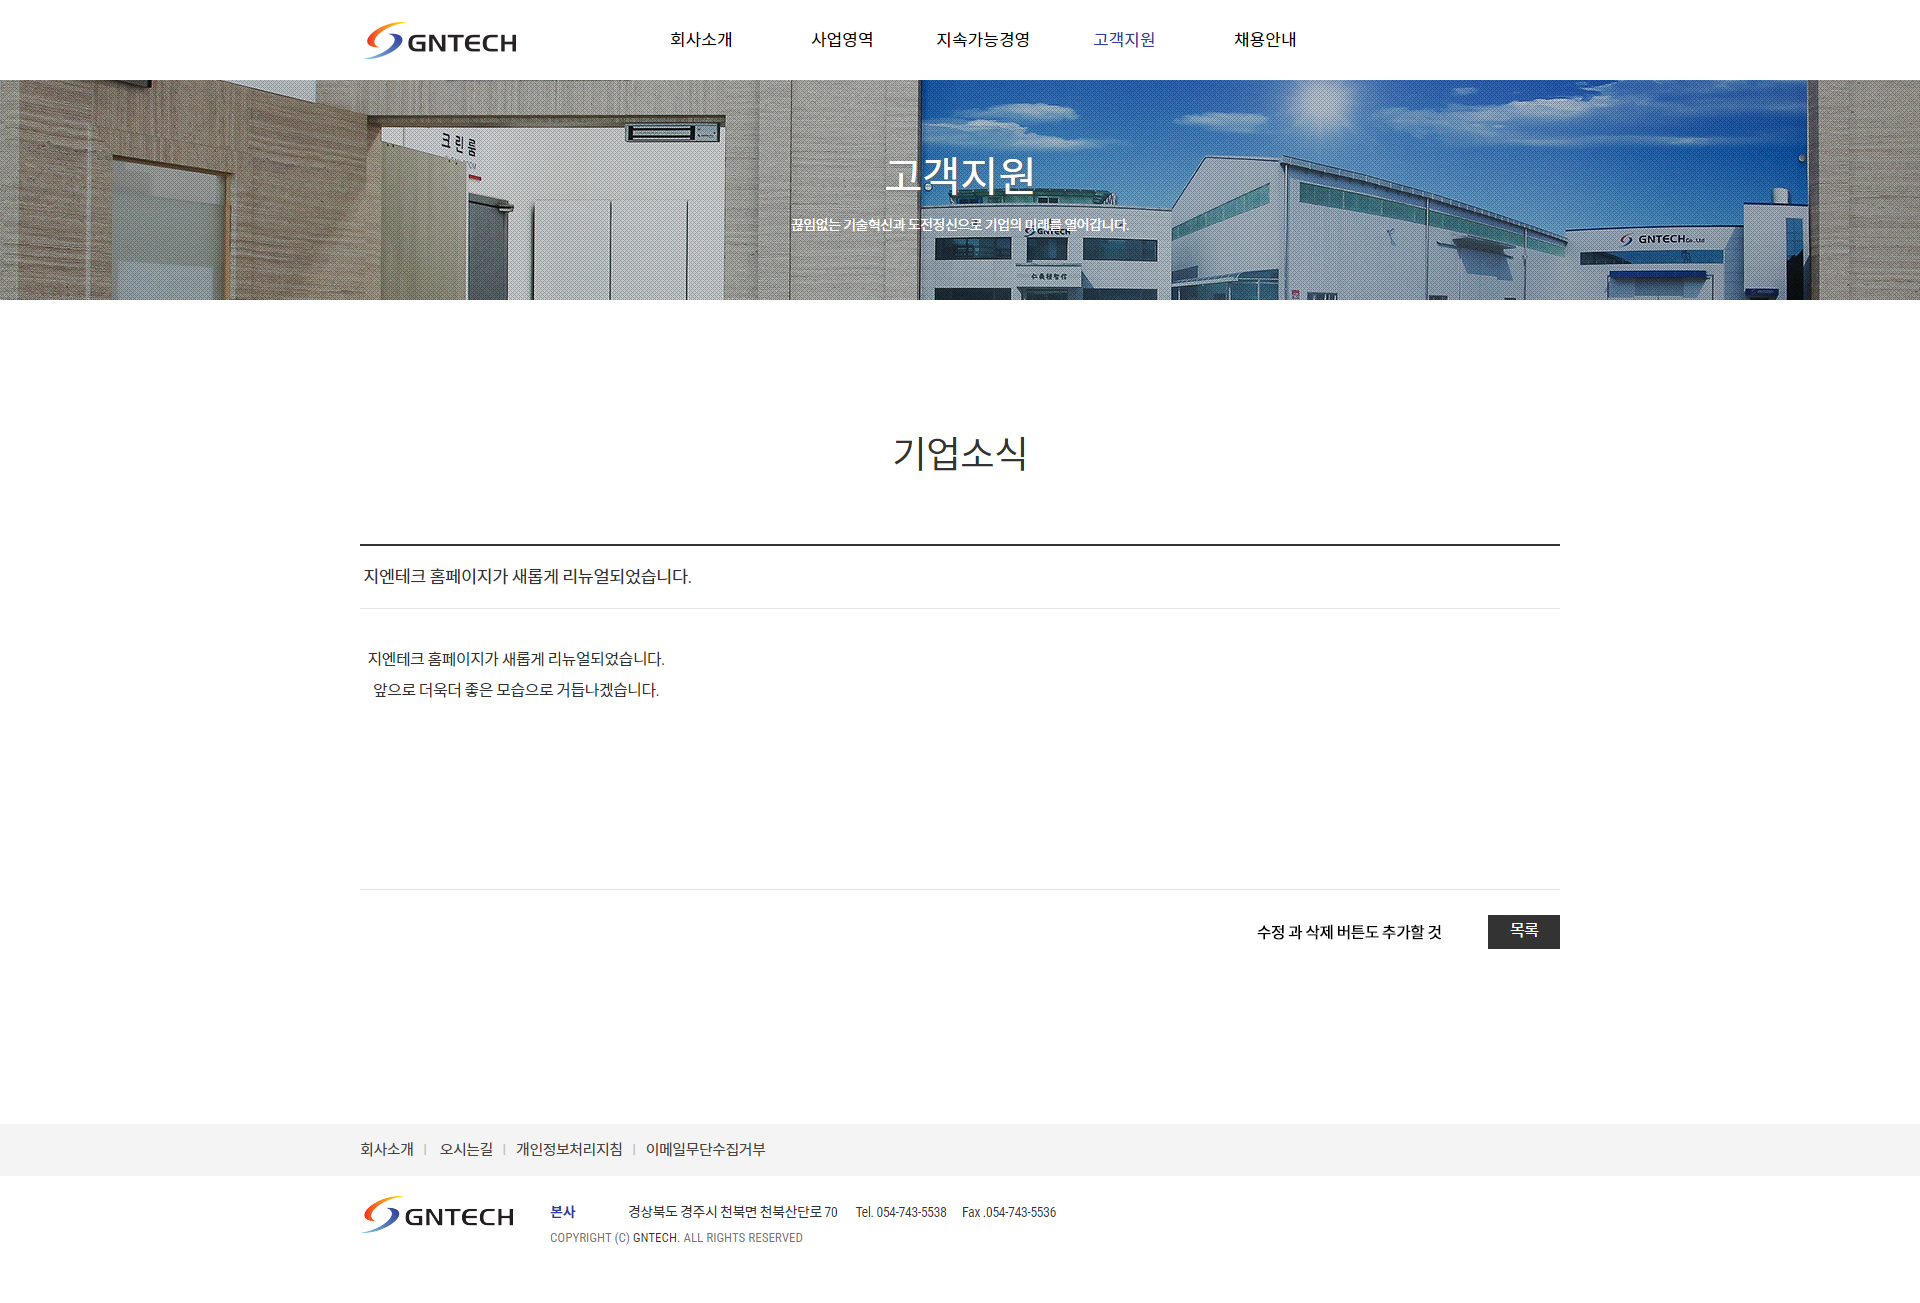 GNTECH
회사소개 사업영역 지속가능경영 고객지원 채용안내
크린룸
고객지원
끊임없는 기술혁신과 도전정신으로 기업의 미래를 열어갑니다.
GNTECH
GNTECH Co., Ltd
기업소식
지엔테크 홈페이지가 새롭게 리뉴얼되었습니다.
지엔테크 홈페이지가 새롭게 리뉴얼되었습니다.
앞으로 더욱더 좋은 모습으로 거듭나겠습니다.
수정 과 삭제 버튼도 추가할 것 목록
회사소개 | 오시는길 | 개인정보처리지침 | 이메일무단수집거부
GNTECH
본사 경상북도 경주시 천북면 천북산단로 70 Tel. 054-743-5538 Fax .054-743-5536
COPYRIGHT (C) GNTECH. ALL RIGHTS RESERVED